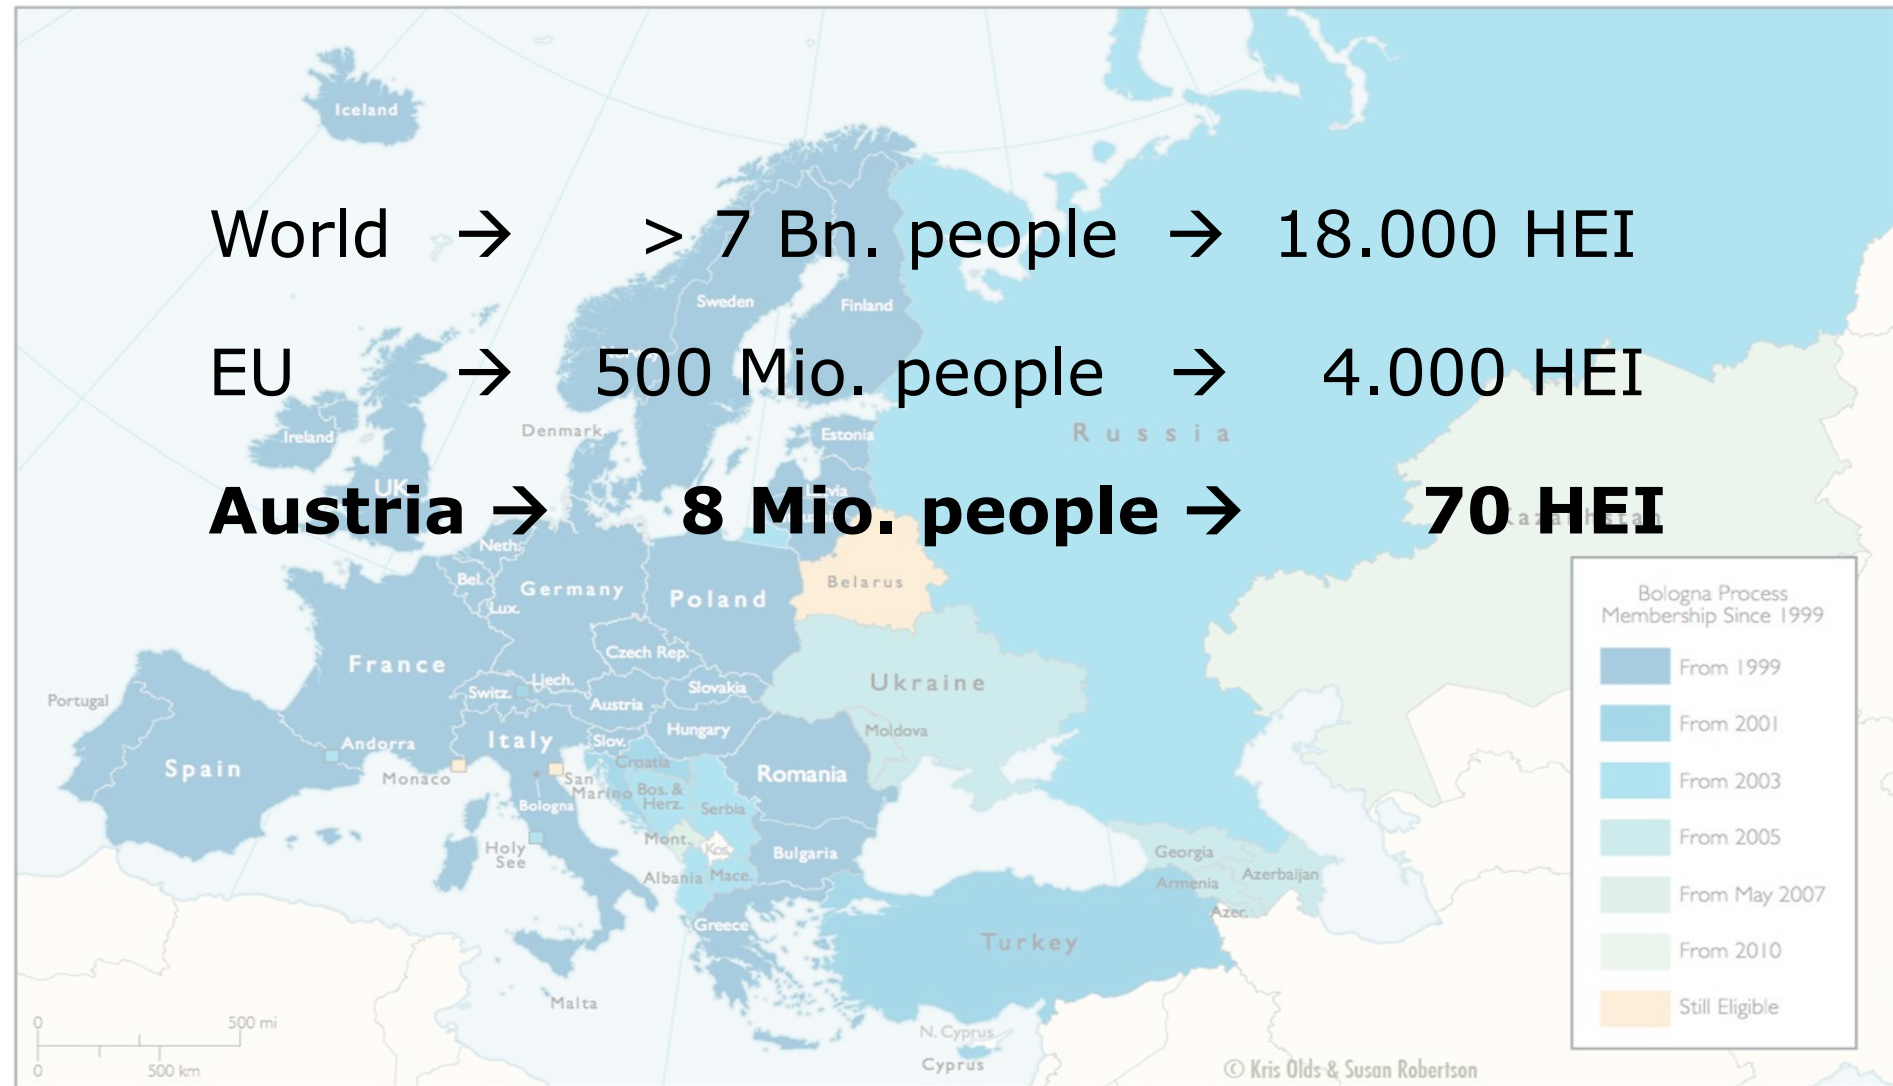 Iceland
World → > 7 Bn. people → 18.000 HEI
Sweden
Finland
EU → 500 Mio. people → 4.000 HEI
Denmark
Estonia
Russia
Ireland
UK
Latvia
Austria → 8 Mio. people → 70 HEI
Kazakhstan
Neth.
Bel.
Germany
Poland
Belarus
Lux.
Czech Rep.
France
Liech.
Switz.
Slovakia
Ukraine
Portugal
Austria
Hungary
Moldova
Andorra
Italy
Slov.
Spain
Monaco
Croatia
Romania
San
Marino
Bos. &
Herz.
Bologna
Serbia
Mont.
Kos.
Holy
See
Bulgaria
Albania
Mace.
Georgia
Armenia
Azerbaijan
Azer.
Greece
Turkey
Malta
N. Cyprus
Cyprus
0 500 mi
0 500 km
Bologna Process
Membership Since 1999
From 1999
From 2001
From 2003
From 2005
From May 2007
From 2010
Still Eligible
© Kris Olds & Susan Robertson